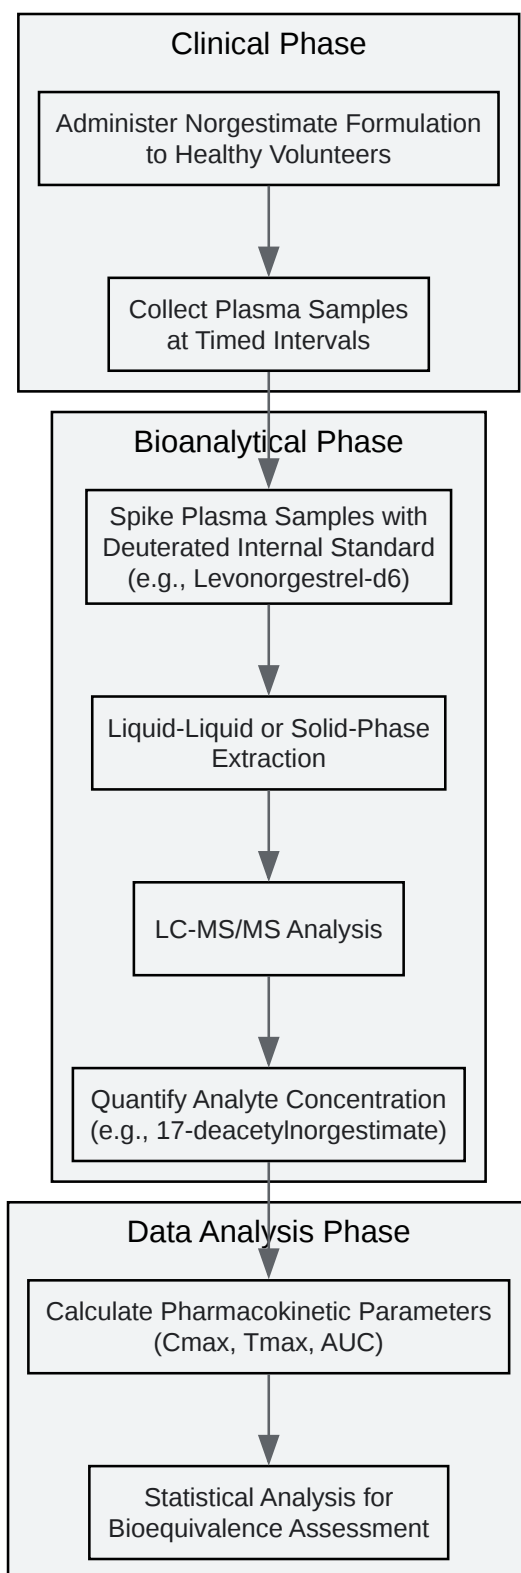 Clinical Phase
Administer Norgestimate Formulation
to Healthy Volunteers
Collect Plasma Samples
at Timed Intervals
Bioanalytical Phase
Spike Plasma Samples with
Deuterated Internal Standard
(e.g., Levonorgestrel-d6)
Liquid-Liquid or Solid-Phase
Extraction
LC-MS/MS Analysis
Quantify Analyte Concentration
(e.g., 17-deacetylnorgestimate)
Data Analysis Phase
Calculate Pharmacokinetic Parameters
(Cmax, Tmax, AUC)
Statistical Analysis for
Bioequivalence Assessment